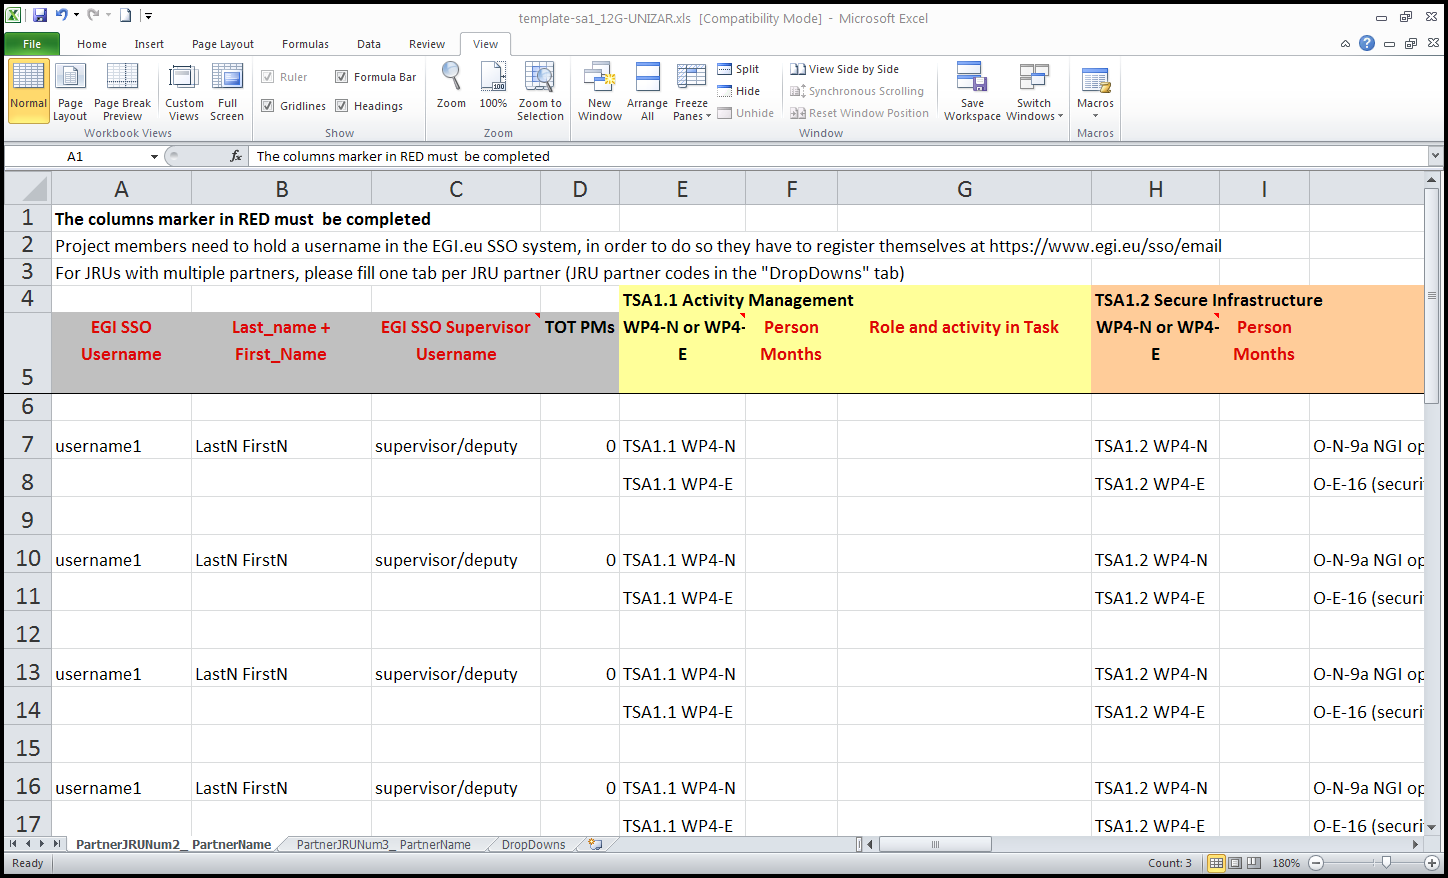 template-sa1_12G-UNIZAR.xls [Compatibility Mode] - Microsoft Excel
File Home Insert Page Layout Formulas Data Review View
Normal Page Layout Page Break Preview Custom Views Full Screen
Workbook Views
Ruler Formula Bar
Gridlines Headings
Show
Zoom 100% Zoom to Selection
Zoom
New Window Arrange All Freeze Panes
Split
Hide
Unhide
View Side by Side
Synchronous Scrolling
Reset Window Position
Window
Save Workspace Switch Windows
Macros
Macros
A1 fx The columns marker in RED must  be completed
A B C D E F G H I
1 The columns marker in RED must  be completed
2 Project members need to hold a username in the EGI.eu SSO system, in order to do so they have to register themselves at https://www.egi.eu/sso/email
3 For JRUs with multiple partners, please fill one tab per JRU partner (JRU partner codes in the "DropDowns" tab)
4 TSA1.1 Activity Management TSA1.2 Secure Infrastructure
EGI SSO Last_name + EGI SSO Supervisor TOT PMs WP4-N or WP4- Person Role and activity in Task WP4-N or WP4- Person
Username First_Name Username E Months E Months
5
6
7 username1 LastN FirstN supervisor/deputy 0 TSA1.1 WP4-N TSA1.2 WP4-N O-N-9a NGI op
8 TSA1.1 WP4-E TSA1.2 WP4-E O-E-16 (securi
9
10 username1 LastN FirstN supervisor/deputy 0 TSA1.1 WP4-N TSA1.2 WP4-N O-N-9a NGI op
11 TSA1.1 WP4-E TSA1.2 WP4-E O-E-16 (securi
12
13 username1 LastN FirstN supervisor/deputy 0 TSA1.1 WP4-N TSA1.2 WP4-N O-N-9a NGI op
14 TSA1.1 WP4-E TSA1.2 WP4-E O-E-16 (securi
15
16 username1 LastN FirstN supervisor/deputy 0 TSA1.1 WP4-N TSA1.2 WP4-N O-N-9a NGI op
17 TSA1.1 WP4-E TSA1.2 WP4-E O-E-16 (securi
PartnerJRUNum2_ PartnerName PartnerJRUNum3_ PartnerName DropDowns
Ready Count: 3 180%